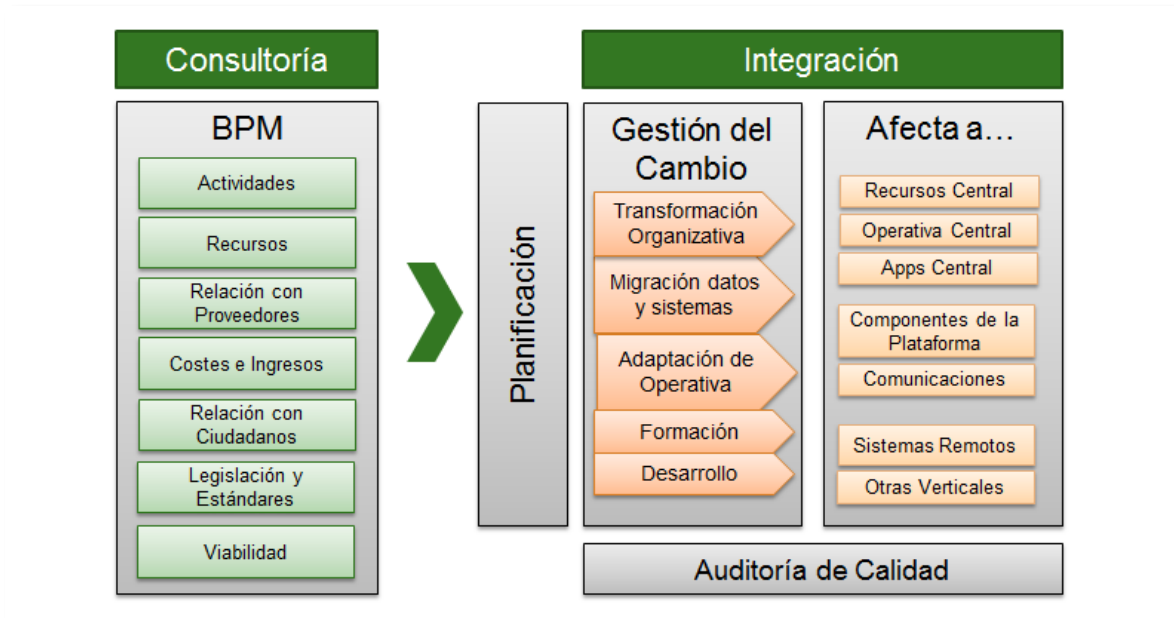 Consultoría
BPM
Actividades
Recursos
Relación con
Proveedores
Costes e Ingresos
Relación con
Ciudadanos
Legislación y
Estándares
Viabilidad
Planificación
Integración
Gestión del
Cambio
Transformación
Organizativa
Migración datos
y sistemas
Adaptación de
Operativa
Formación
Desarrollo
Afecta a...
Recursos Central
Operativa Central
Apps Central
Componentes de la
Plataforma
Comunicaciones
Sistemas Remotos
Otras Verticales
Auditoría de Calidad